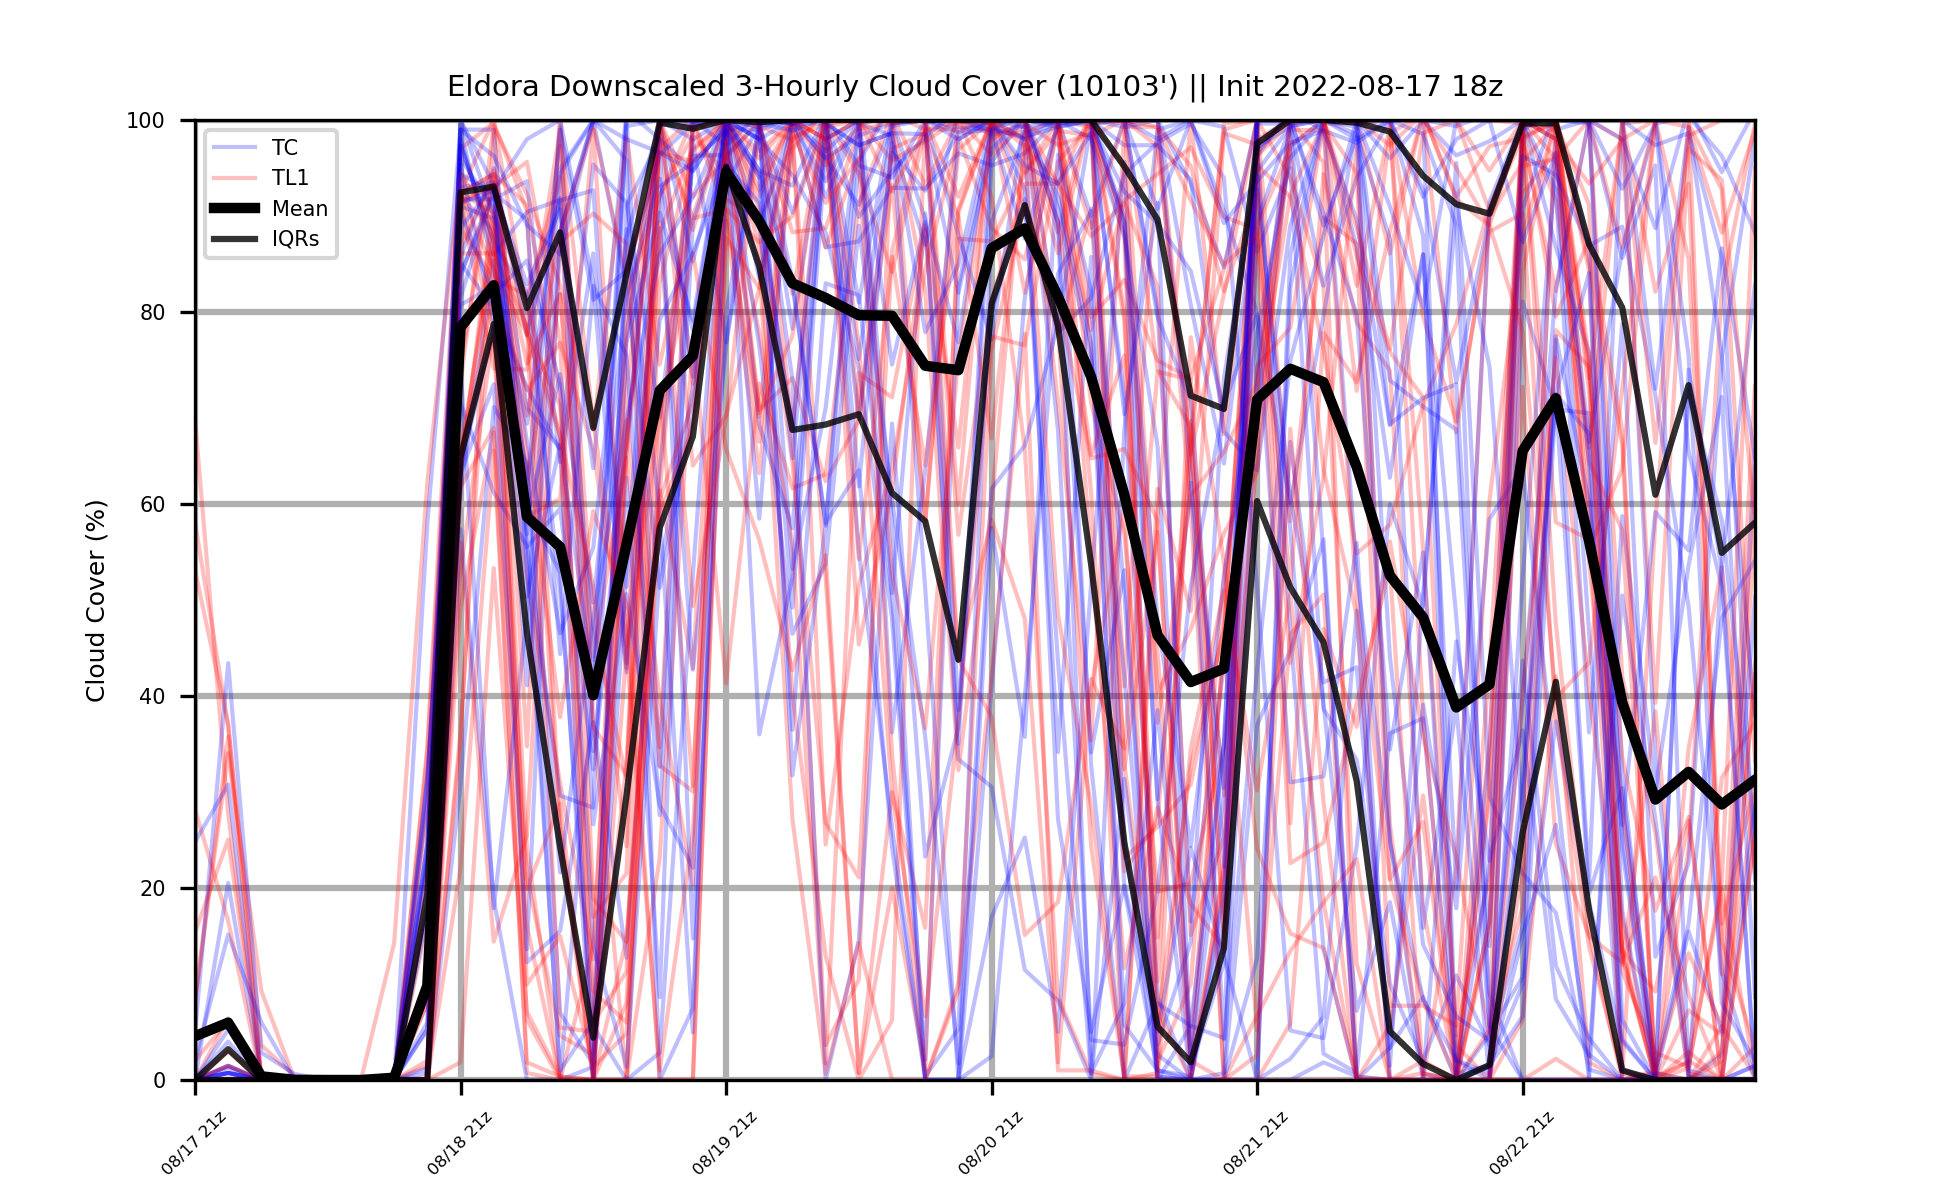 Eldora Downscaled 3-Hourly Cloud Cover (10103') || Init 2022-08-17 18z
100
80
60
40
20
0
Cloud Cover (%)
TC
TL1
Mean
IQRs
08/17 21z
08/18 21z
08/19 21z
08/20 21z
08/21 21z
08/22 21z